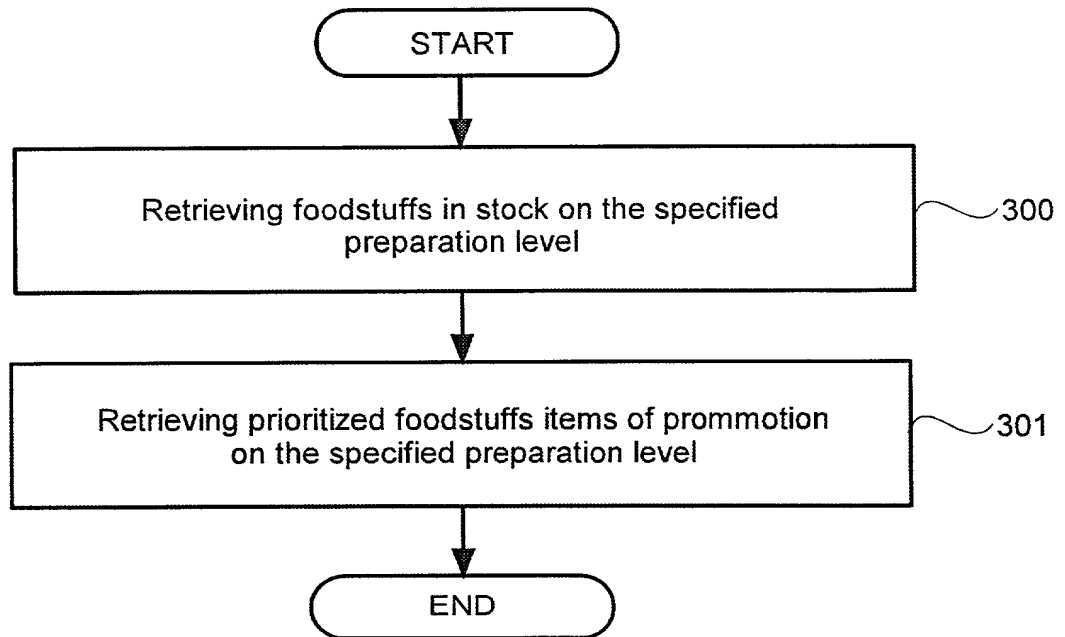 START
Retrieving foodstuffs in stock on the specified
preparation level
300
Retrieving prioritized foodstuffs items of prommotion
on the specified preparation level
301
END